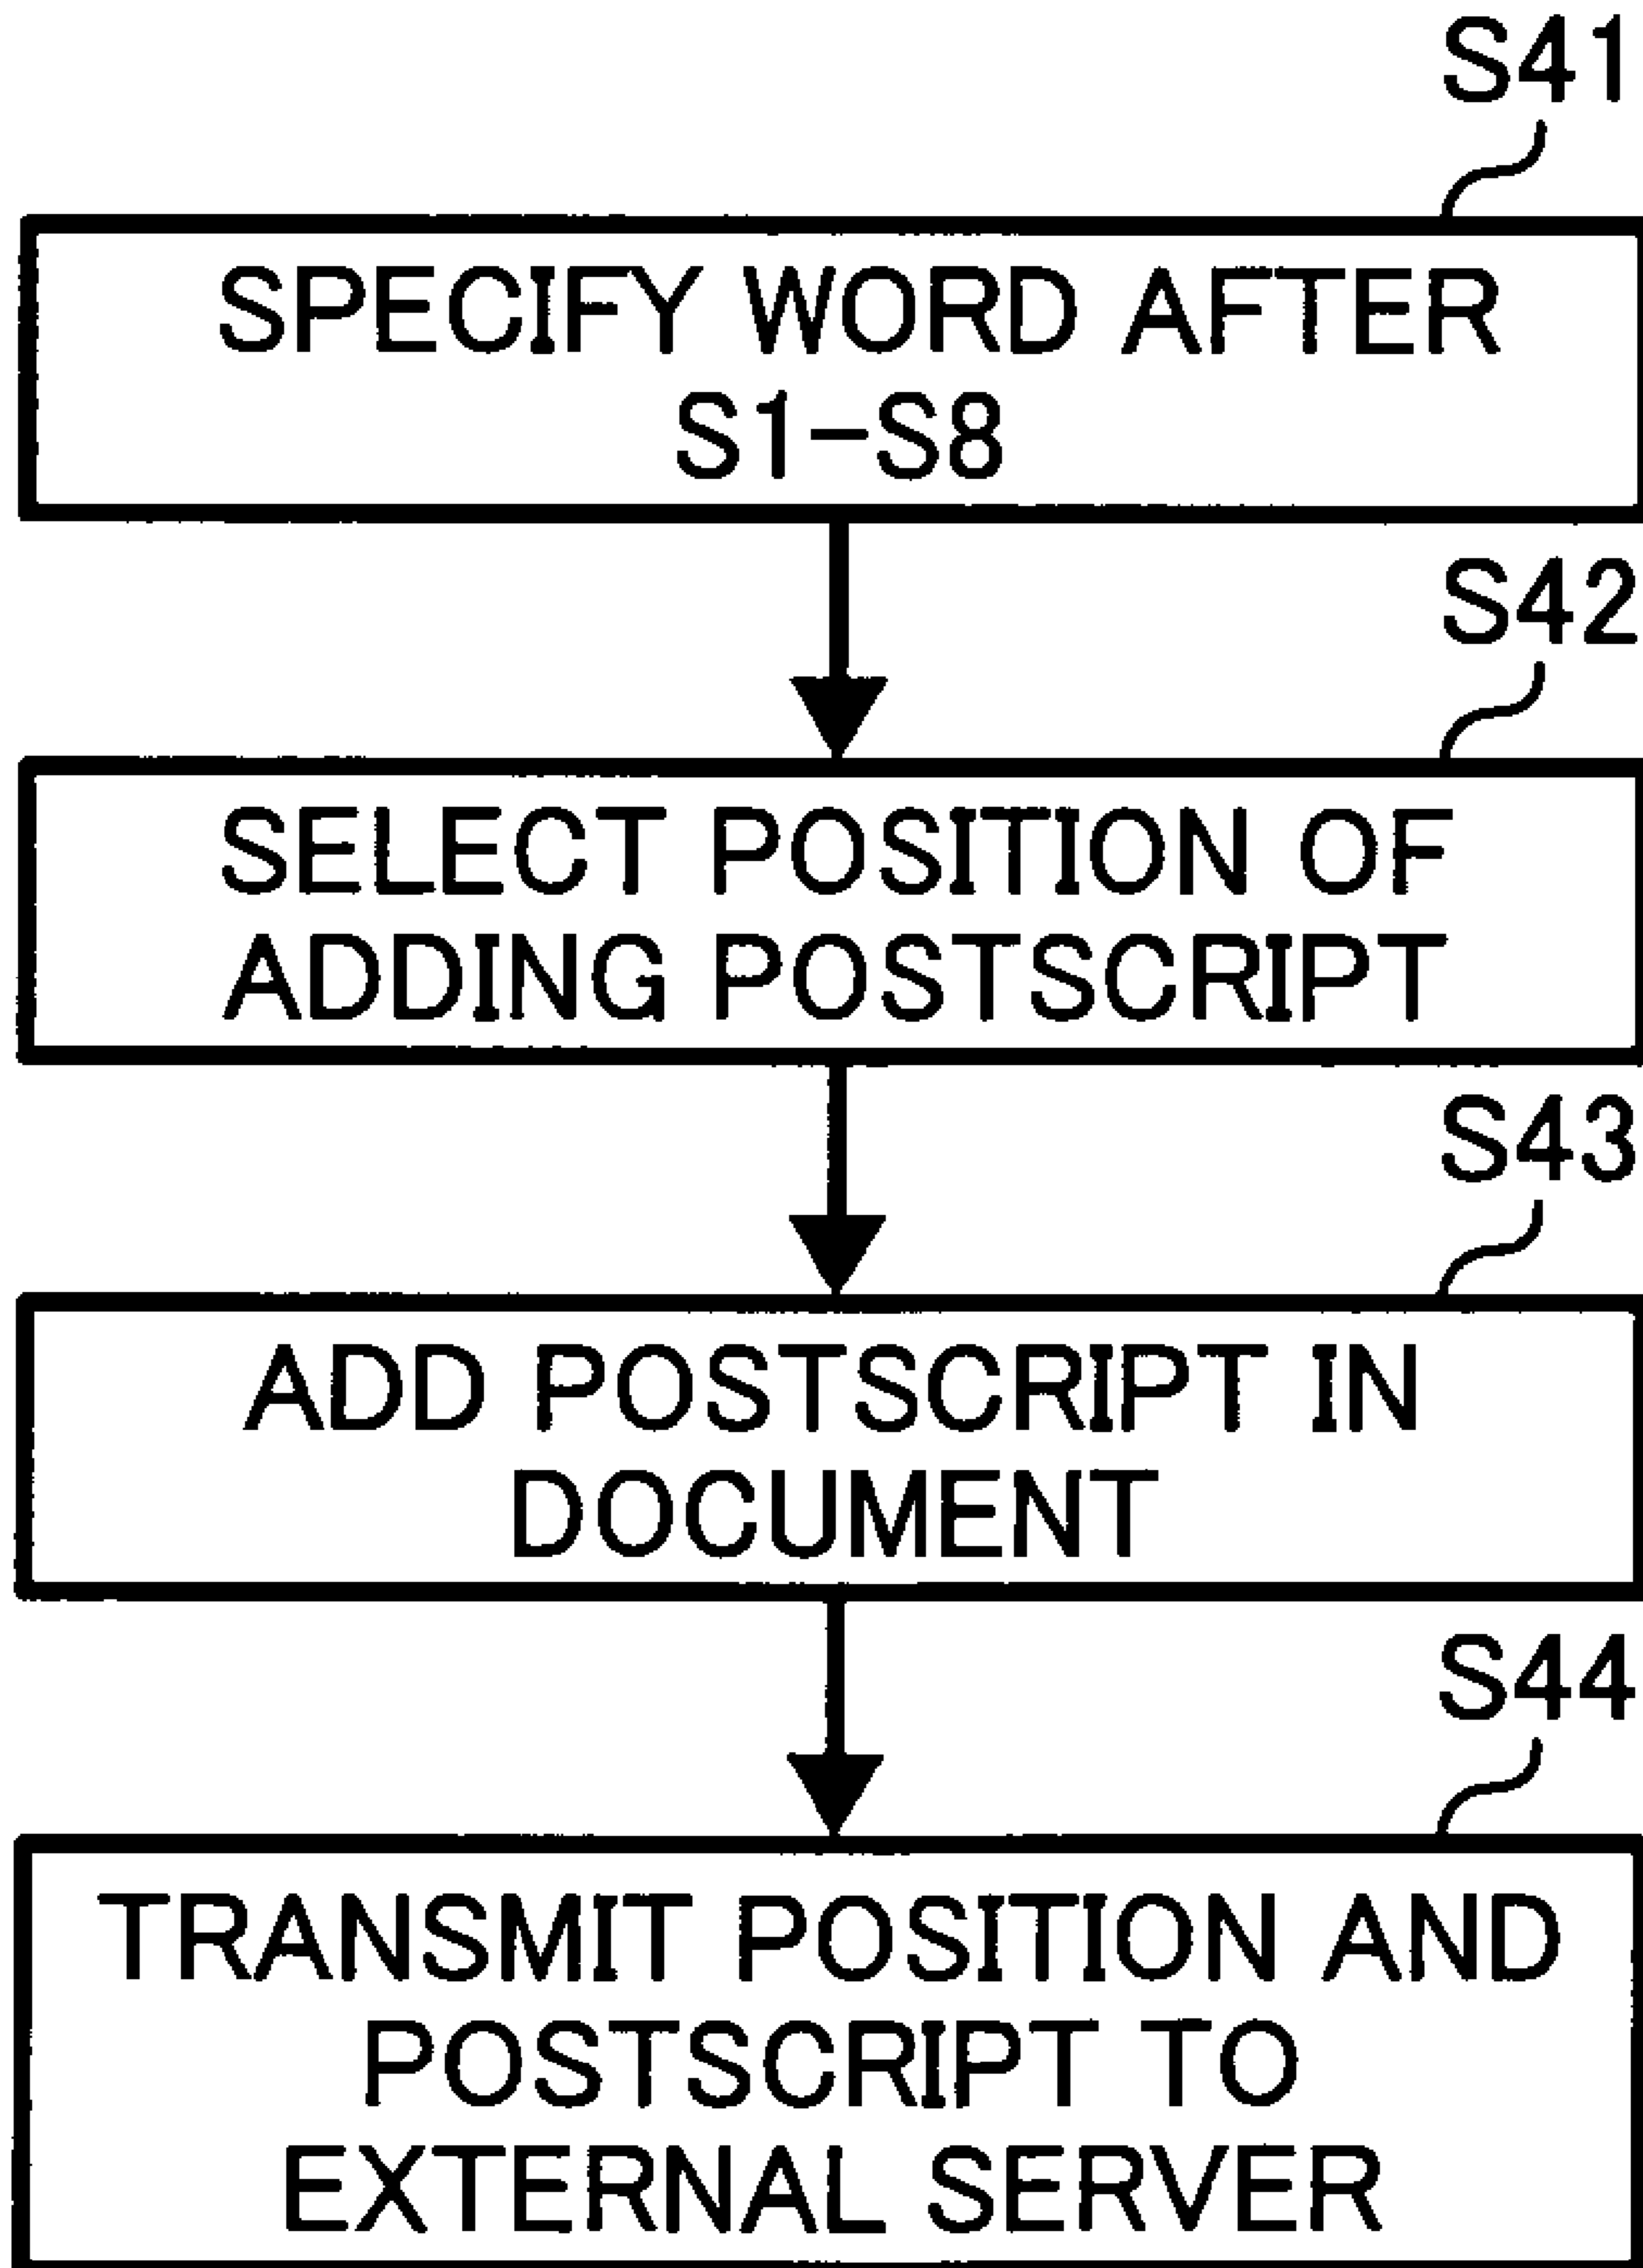 S41
SPECIFY WORD AFTER
S1-S8
S42
SELECT POSITION OF
ADDING POSTSCRIPT
S43
ADD POSTSCRIPT IN
DOCUMENT
S44
TRANSMIT POSITION AND
POSTSCRIPT TO
EXTERNAL SERVER